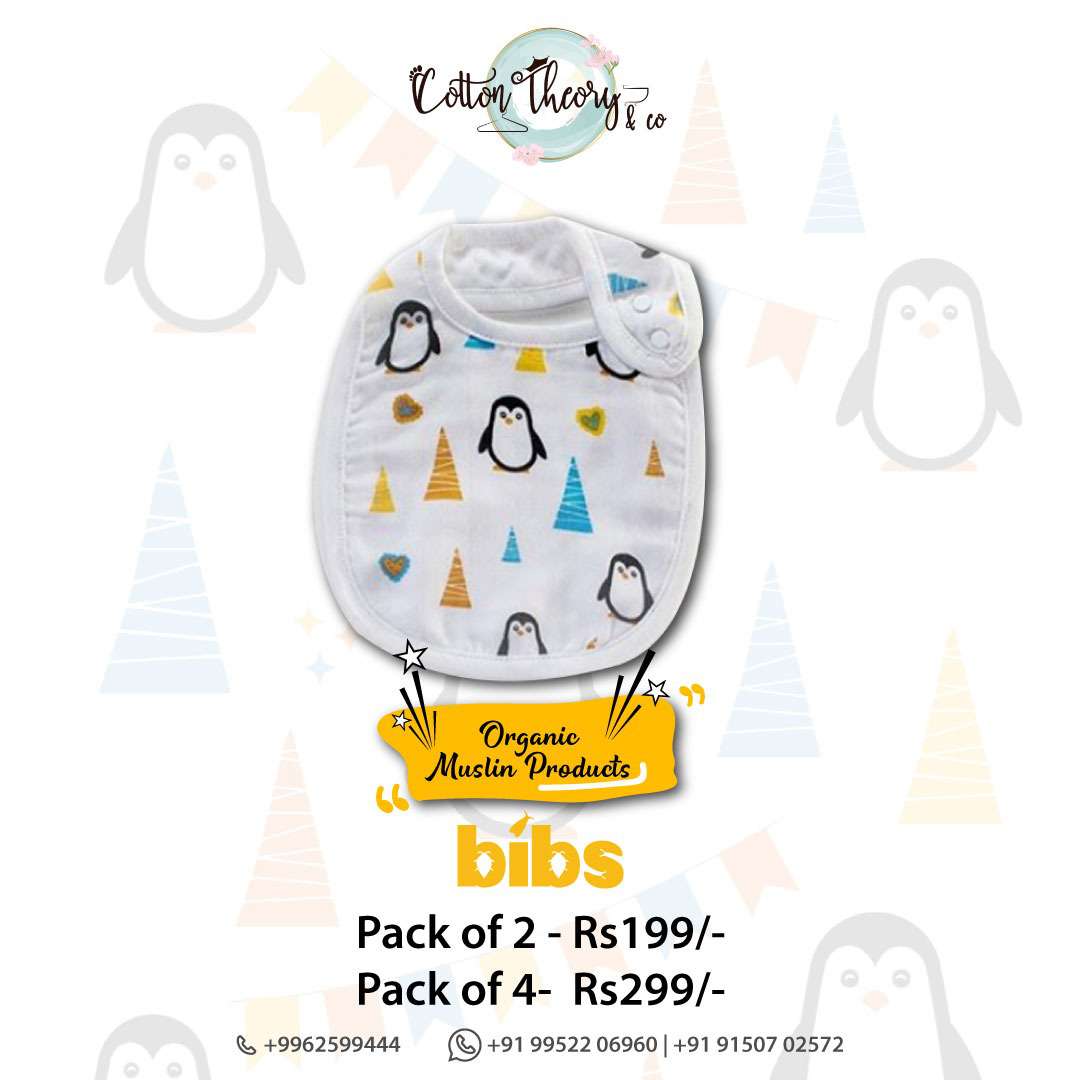 Cotton Theory
& co
Organic
Muslin Products
bibs
Pack of 2 - Rs199/-
Pack of 4-  Rs299/-
+9962599444
+91 99522 06960 | +91 91507 02572